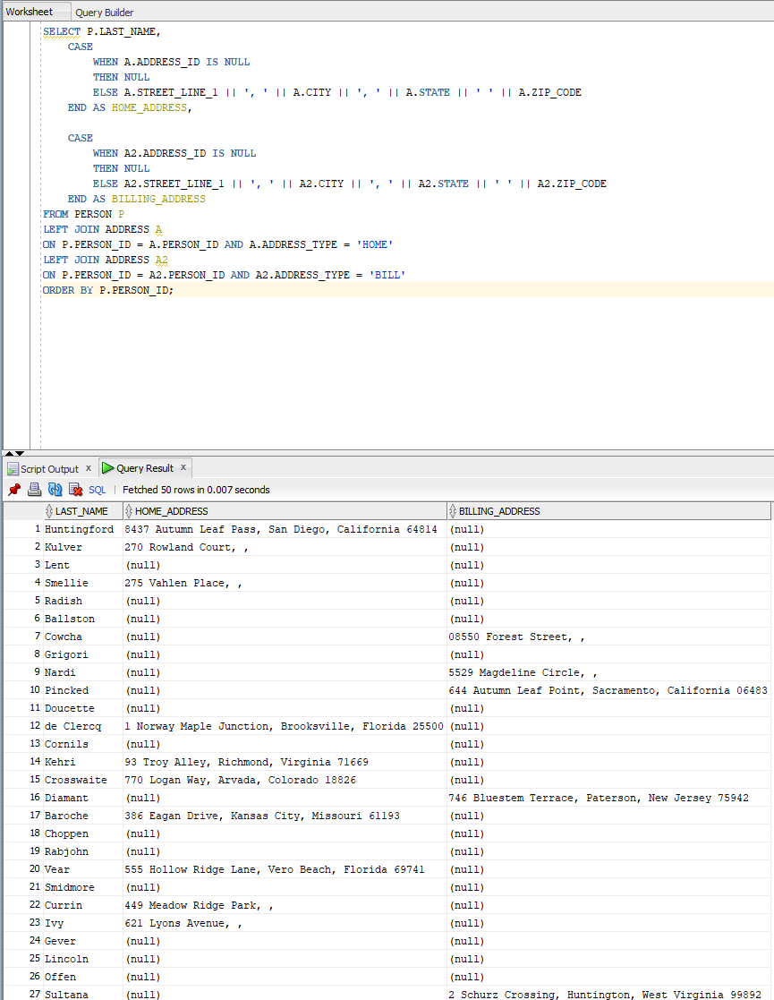 Worksheet Query Builder
SELECT P.LAST_NAME,
CASE
WHEN A.ADDRESS_ID IS NULL
THEN NULL
ELSE A.STREET_LINE_1 || ', ' || A.CITY || ', ' || A.STATE || ' ' || A.ZIP_CODE
END AS HOME_ADDRESS,
CASE
WHEN A2.ADDRESS_ID IS NULL
THEN NULL
ELSE A2.STREET_LINE_1 || ', ' || A2.CITY || ', ' || A2.STATE || ' ' || A2.ZIP_CODE
END AS BILLING_ADDRESS
FROM PERSON P
LEFT JOIN ADDRESS A
ON P.PERSON_ID = A.PERSON_ID AND A.ADDRESS_TYPE = 'HOME'
LEFT JOIN ADDRESS A2
ON P.PERSON_ID = A2.PERSON_ID AND A2.ADDRESS_TYPE = 'BILL'
ORDER BY P.PERSON_ID;
Script Output x Query Result x
SQL | Fetched 50 rows in 0.007 seconds
LAST_NAME HOME_ADDRESS BILLING_ADDRESS
1 Huntingford 8437 Autumn Leaf Pass, San Diego, California 64814 (null)
2 Kulver 270 Rowland Court, , (null)
3 Lent (null) (null)
4 Smellie 275 Vahlen Place, , (null)
5 Radish (null) (null)
6 Ballston (null) (null)
7 Cowcha (null) 08550 Forest Street, ,
8 Grigori (null) (null)
9 Nardi (null) 5529 Magdeline Circle, ,
10 Pincked (null) 644 Autumn Leaf Point, Sacramento, California 06483
11 Doucette (null) (null)
12 de Clercq 1 Norway Maple Junction, Brooksville, Florida 25500 (null)
13 Cornils (null) (null)
14 Kehri 93 Troy Alley, Richmond, Virginia 71669 (null)
15 Crosswaite 770 Logan Way, Arvada, Colorado 18826 (null)
16 Diamant (null) 746 Bluestem Terrace, Paterson, New Jersey 75942
17 Baroche 386 Eagan Drive, Kansas City, Missouri 61193 (null)
18 Choppen (null) (null)
19 Rabjohn (null) (null)
20 Vear 555 Hollow Ridge Lane, Vero Beach, Florida 69741 (null)
21 Smidmore (null) (null)
22 Currin 449 Meadow Ridge Park, , (null)
23 Ivy 621 Lyons Avenue, , (null)
24 Gever (null) (null)
25 Lincoln (null) (null)
26 Offen (null) (null)
27 Sultana (null) 2 Schurz Crossing, Huntington, West Virginia 99892